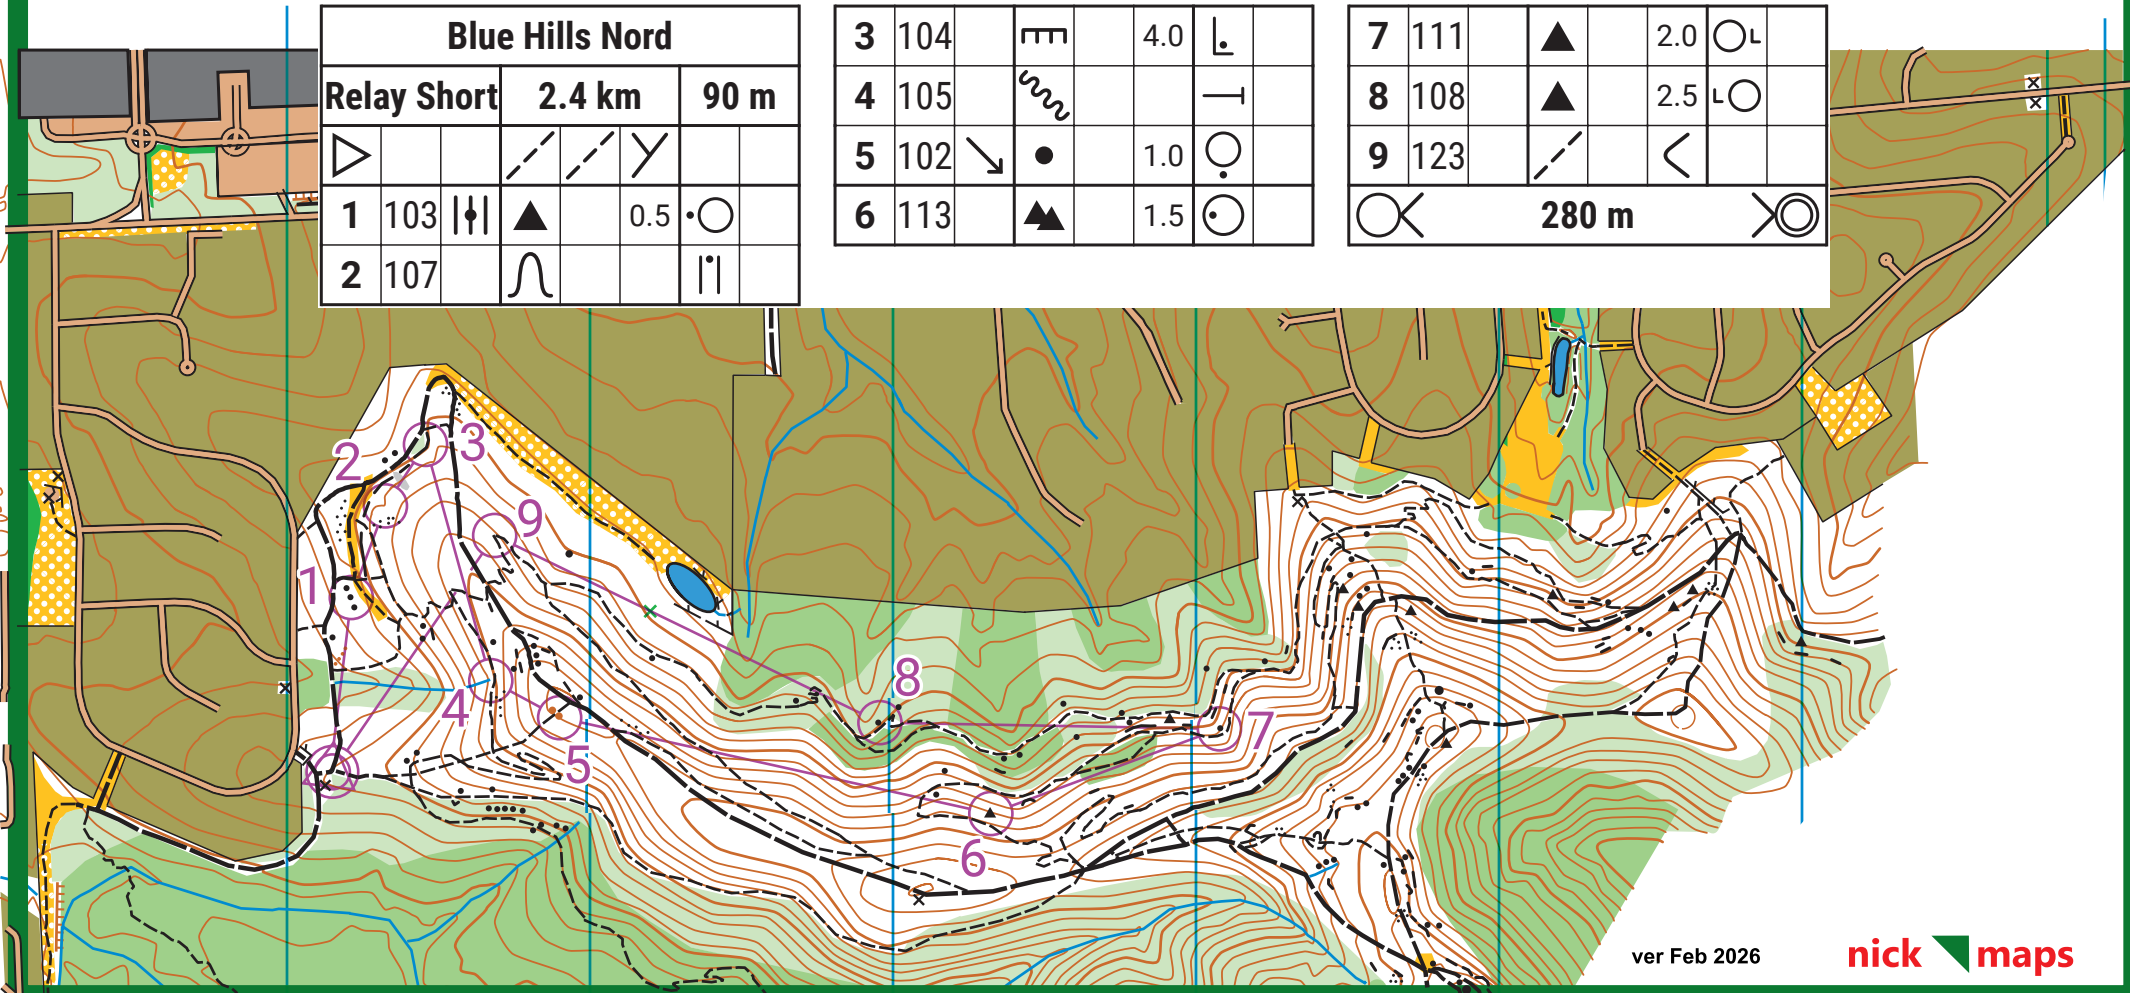 Blue Hills Nord
Relay Short 2.4 km 90 m
1 103 0.5
2 107
3 104 4.0
4 105
5 102 1.0
6 113 1.5
7 111 2.0
8 108 2.5
9 123
280 m
2
3
9
1
8
4
7
5
6
ver Feb 2026
nick maps